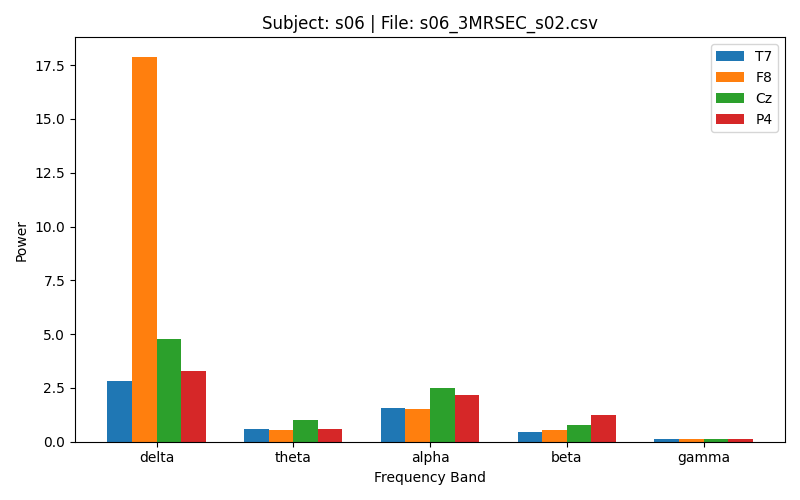 Subject: s06 | File: s06_3MRSEC_s02.csv
T7
F8
Cz
P4
17.5
15.0
12.5
10.0
7.5
5.0
2.5
0.0
Power
delta theta alpha beta gamma
Frequency Band